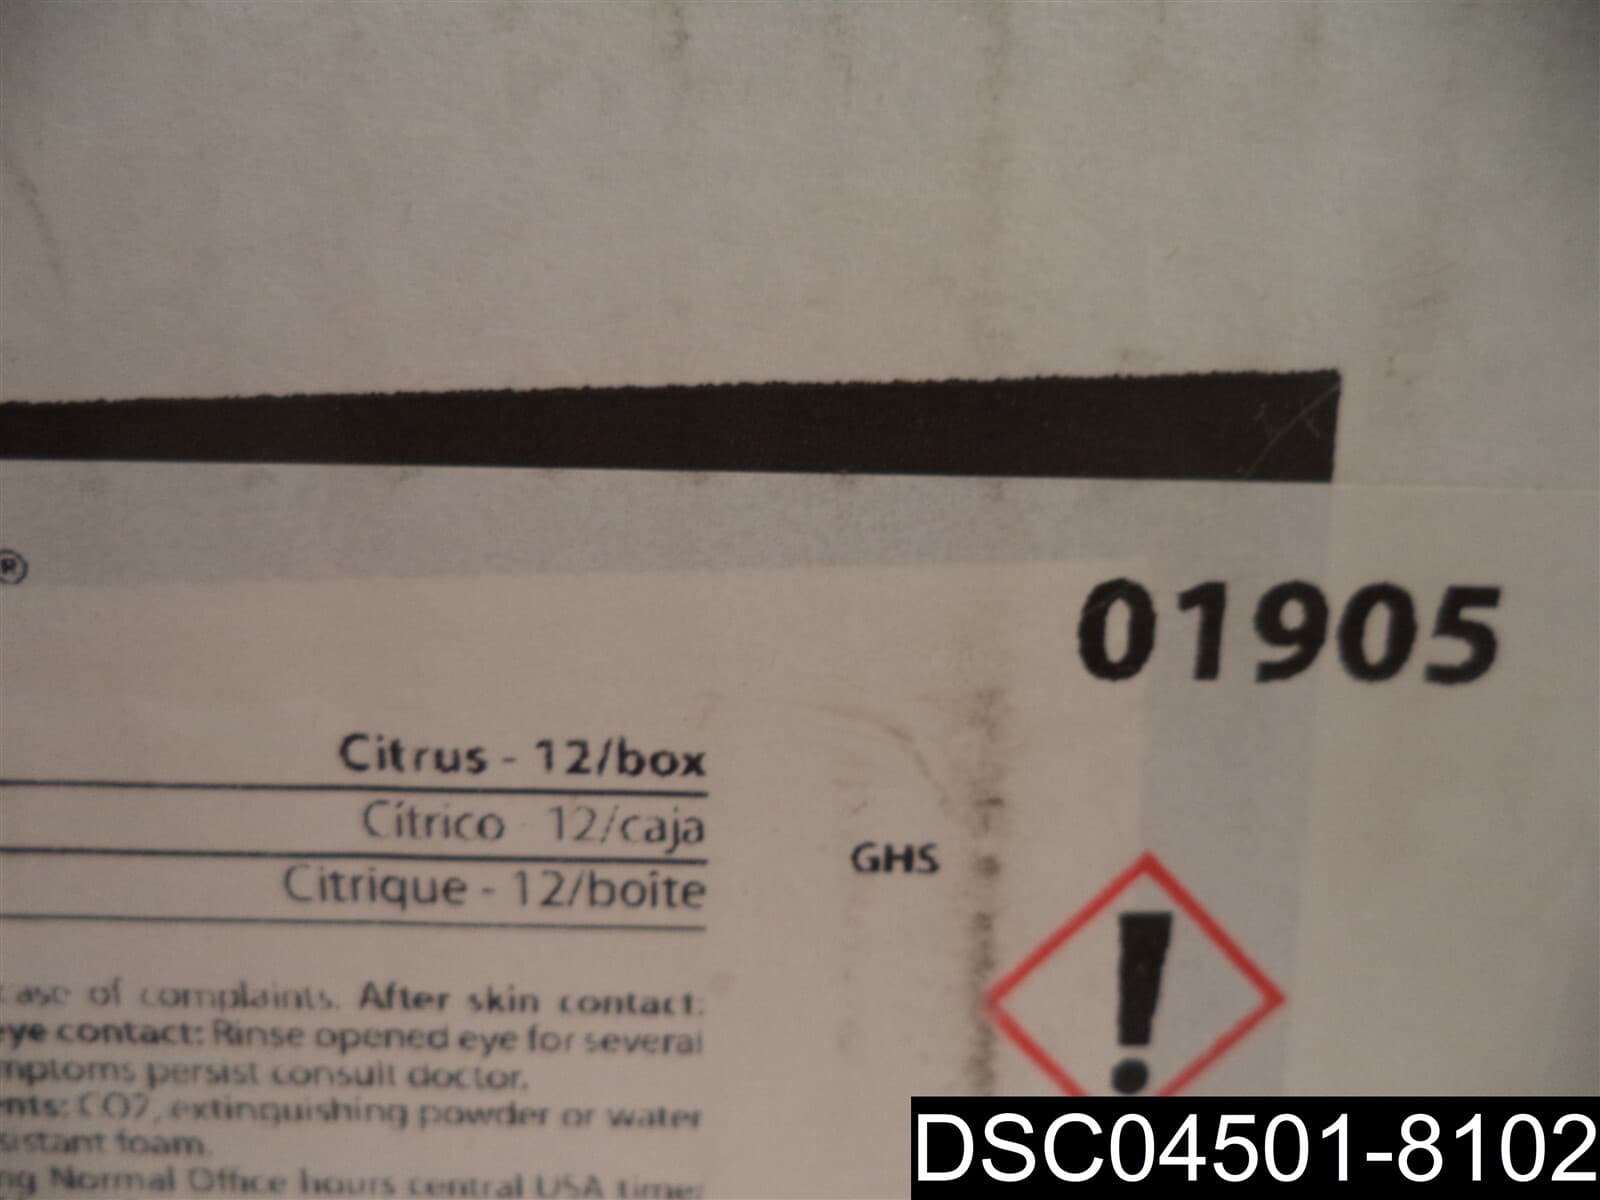 ®
01905
Citrus - 12/box
Cítrico - 12/caja
Citrique - 12/boîte
GHS
case of complaints. After skin contact:
eye contact: Rinse opened eye for several
mptoms persist consult doctor.
nts: CO2, extinguishing powder or water
sistant foam.
ng Normal Office hours central USA time:
DSC04501-8102